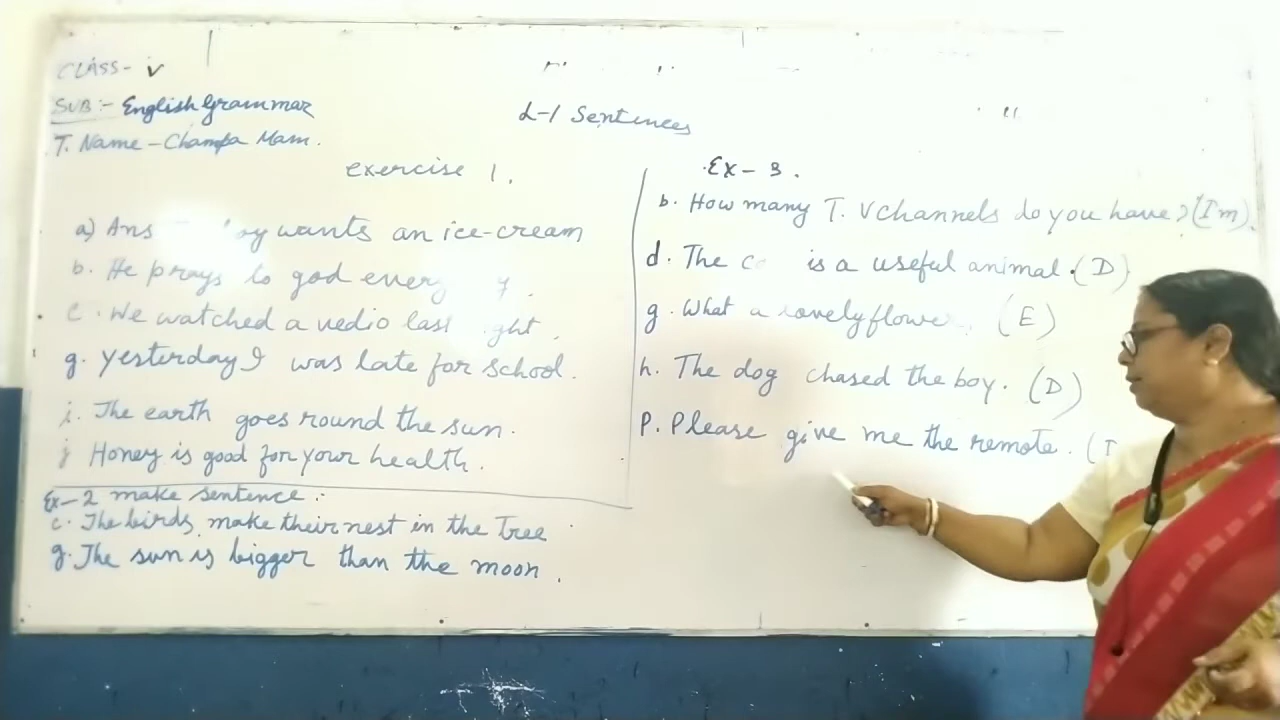 CLASS- V
SUB:- English Grammar
T. Name - Champa Mam.
L-1 Sentences
exercise 1.
a) Ans wants an ice-cream
b. He prays to god every
c. We watched a vedio last
g. yesterday I was late for school.
i. The earth goes round the sun.
j Honey is good for your health.
Ex-2 make sentence:
c. The birds make their nest in the Tree
g. The sun is bigger than the moon.
Ex- 3.
b. How many T.V channels do you have? (Im).
d. The is a useful animal. (D)
g. What a lovely flower (E)
h. The dog chased the boy. (D)
P. Please give me the remote. (I